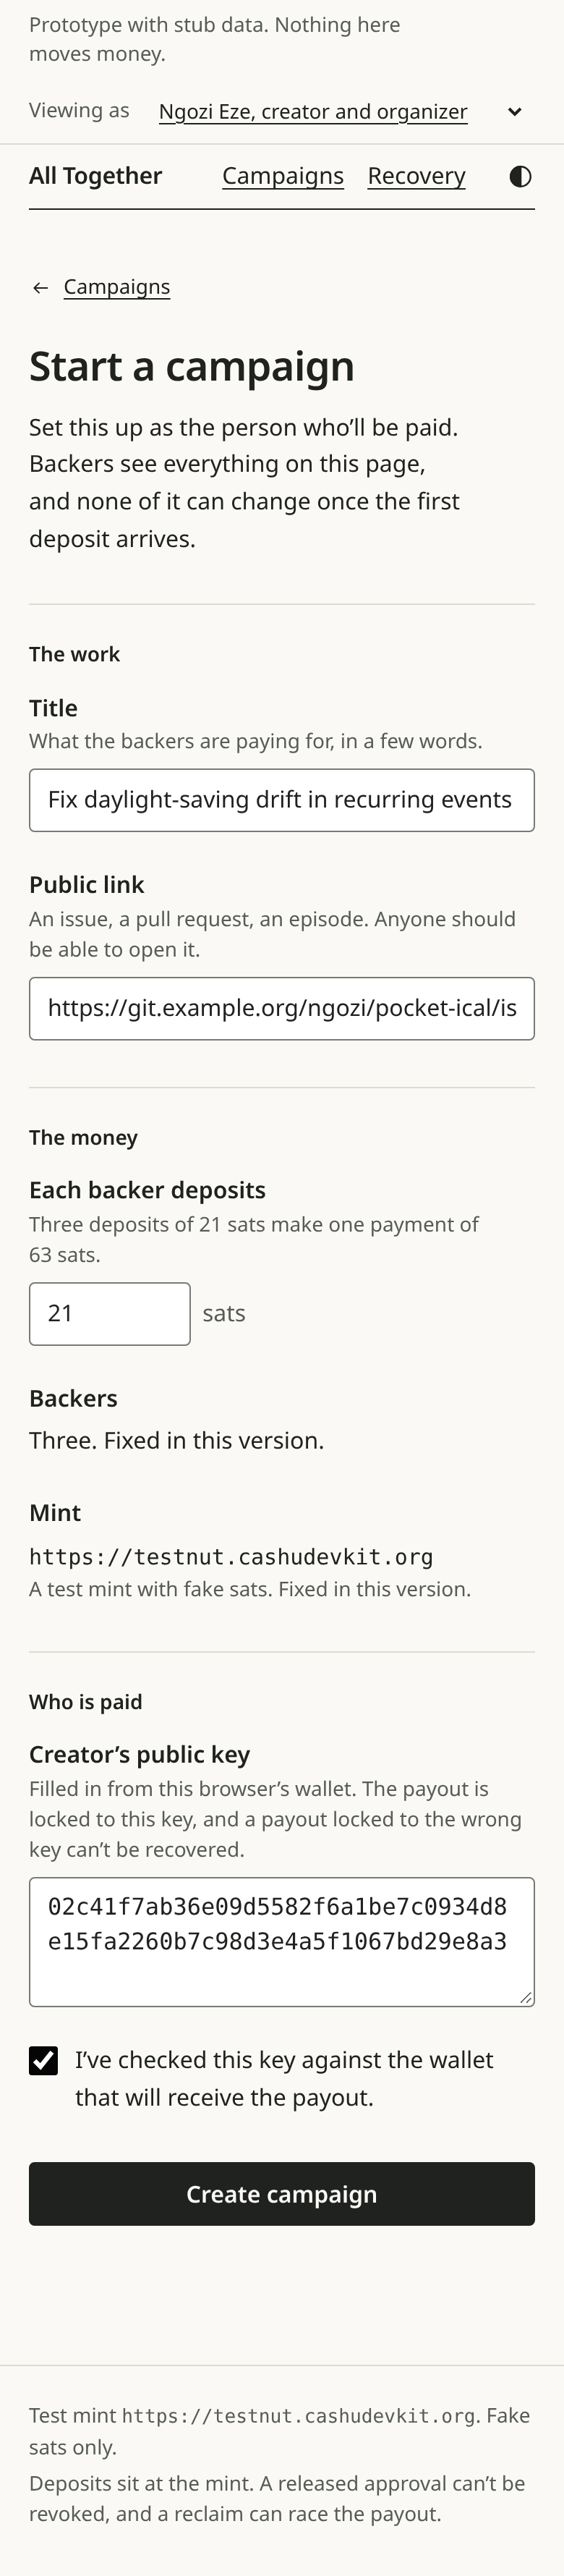 Prototype with stub data. Nothing here
moves money.
Viewing as Ngozi Eze, creator and organizer
All Together Campaigns Recovery
← Campaigns
Start a campaign
Set this up as the person who’ll be paid.
Backers see everything on this page,
and none of it can change once the first
deposit arrives.
The work
Title
What the backers are paying for, in a few words.
Fix daylight-saving drift in recurring events
Public link
An issue, a pull request, an episode. Anyone should
be able to open it.
https://git.example.org/ngozi/pocket-ical/is
The money
Each backer deposits
Three deposits of 21 sats make one payment of
63 sats.
21 sats
Backers
Three. Fixed in this version.
Mint
https://testnut.cashudevkit.org
A test mint with fake sats. Fixed in this version.
Who is paid
Creator’s public key
Filled in from this browser’s wallet. The payout is
locked to this key, and a payout locked to the wrong
key can’t be recovered.
02c41f7ab36e09d5582f6a1be7c0934d8
e15fa2260b7c98d3e4a5f1067bd29e8a3
I’ve checked this key against the wallet
that will receive the payout.
Create campaign
Test mint https://testnut.cashudevkit.org. Fake
sats only.
Deposits sit at the mint. A released approval can’t be
revoked, and a reclaim can race the payout.